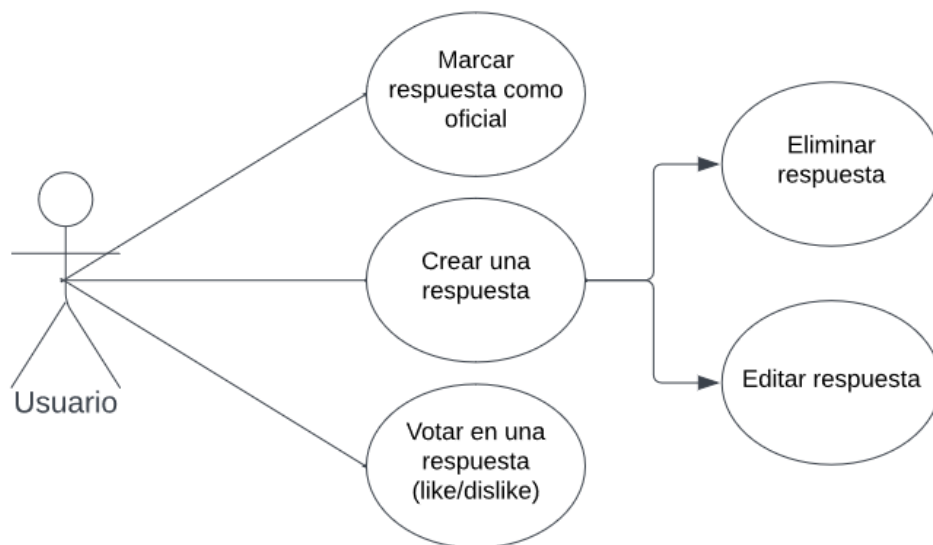 Marcar
respuesta como
oficial
Eliminar
respuesta
Crear una
respuesta
Editar respuesta
Usuario
Votar en una
respuesta
(like/dislike)